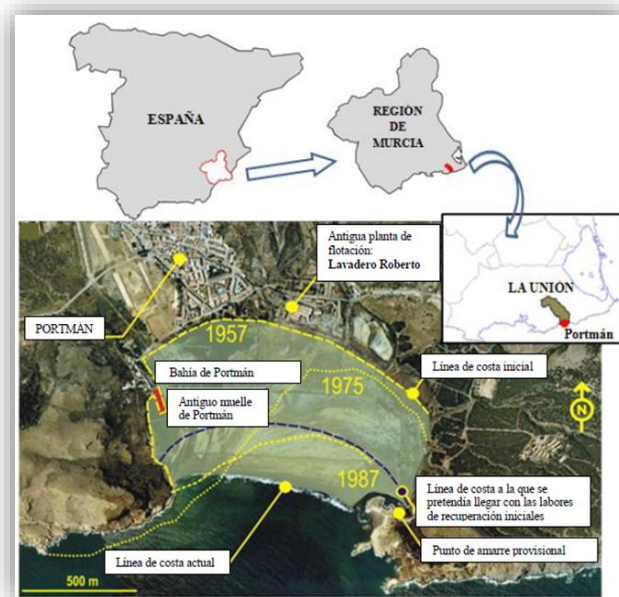 ESPAÑA
REGIÓN
DE
MURCIA
LA UNIÓN
Portmán
Antigua planta de
flotación:
Lavadero Roberto
PORTMAN
1957
Bahía de Portmán
1975
Línea de costa inicial
Antiguo muelle
de Portmán
N
1987
Línea de costa a la que se
pretendía llegar con las labores
de recuperación iniciales
Línea de costa actual
Punto de amarre provisional
500 m